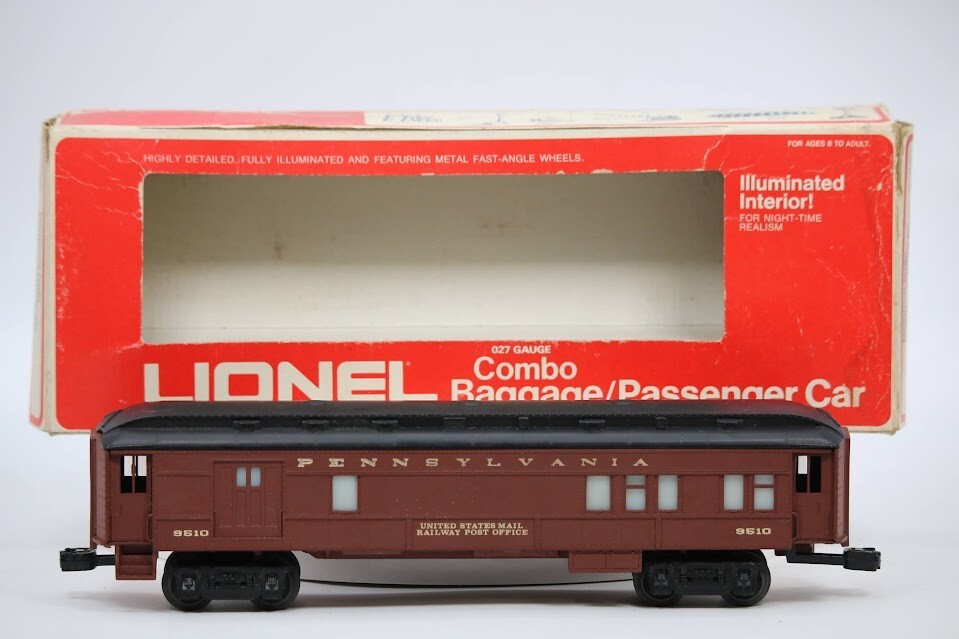 HIGHLY DETAILED, FULLY ILLUMINATED AND FEATURING METAL FAST-ANGLE WHEELS.
FOR AGES 8 TO ADULT.
Illuminated
Interior!
FOR NIGHT-TIME
REALISM
027 GAUGE
LIONEL
Combo
Baggage/Passenger Car
PENNSYLVANIA
9510
UNITED STATES MAIL
RAILWAY POST OFFICE
9510